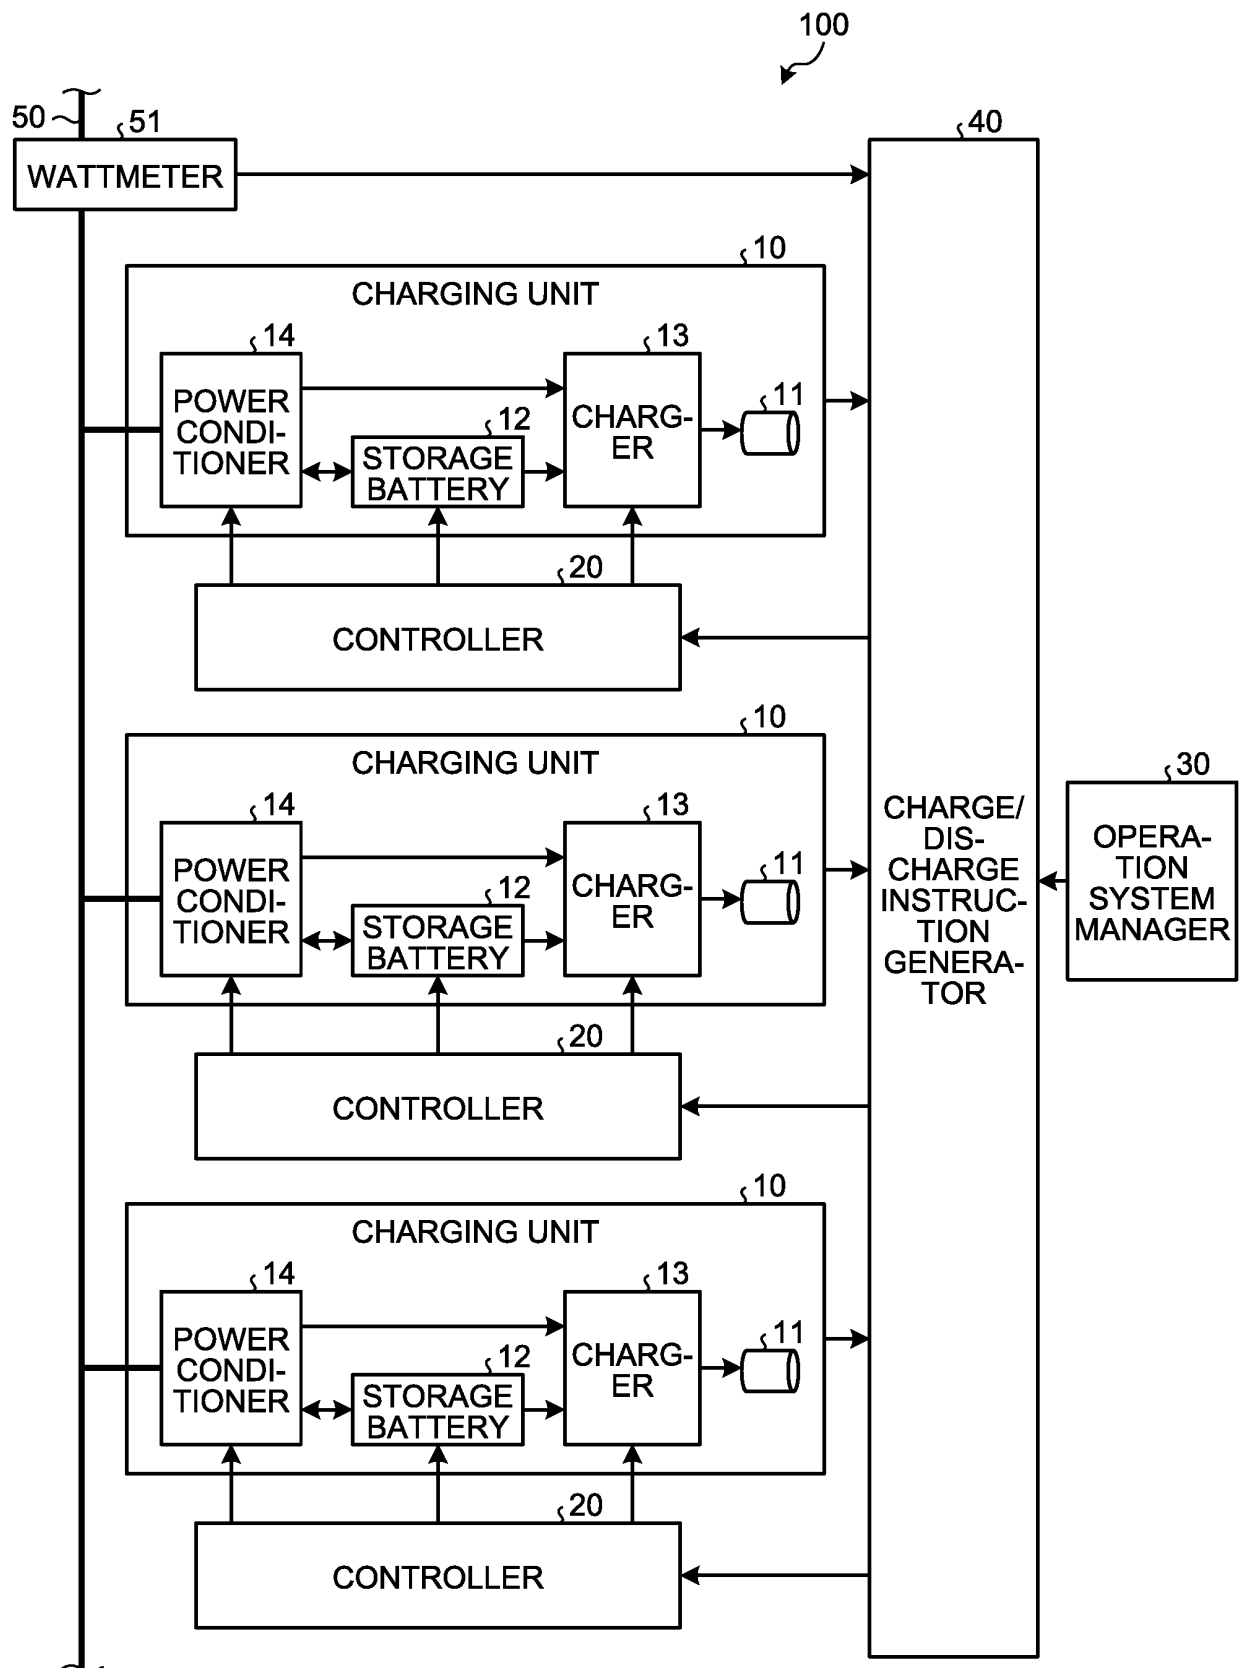 100
50
51
WATTMETER
40
10
CHARGING UNIT
14
POWER
CONDI-
TIONER
12
STORAGE
BATTERY
13
CHARG-
ER
11
20
CONTROLLER
10
CHARGING UNIT
14
POWER
CONDI-
TIONER
12
STORAGE
BATTERY
13
CHARG-
ER
11
20
CONTROLLER
10
CHARGING UNIT
14
POWER
CONDI-
TIONER
12
STORAGE
BATTERY
13
CHARG-
ER
11
20
CONTROLLER
CHARGE/
DIS-
CHARGE
INSTRUC-
TION
GENERA-
TOR
30
OPERA-
TION
SYSTEM
MANAGER